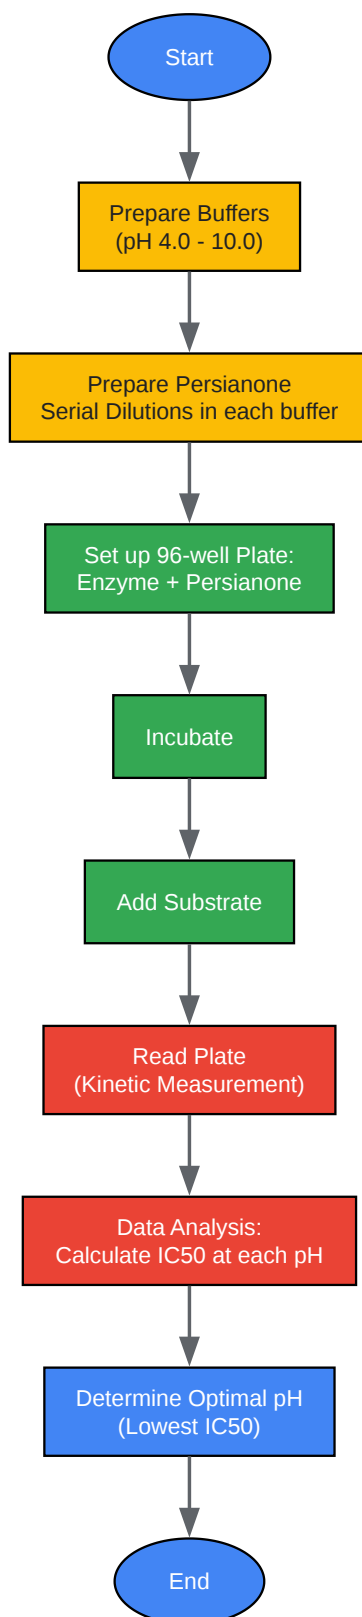 Start
Prepare Buffers
(pH 4.0 - 10.0)
Prepare Persianone
Serial Dilutions in each buffer
Set up 96-well Plate:
Enzyme + Persianone
Incubate
Add Substrate
Read Plate
(Kinetic Measurement)
Data Analysis:
Calculate IC50 at each pH
Determine Optimal pH
(Lowest IC50)
End